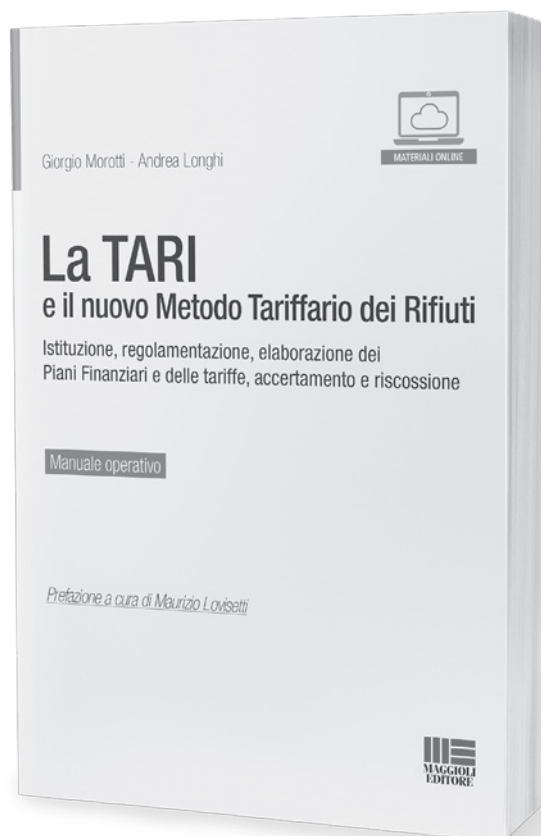 MATERIALI ONLINE
Giorgio Morotti - Andrea Longhi
La TARI
e il nuovo Metodo Tariffario dei Rifiuti
Istituzione, regolamentazione, elaborazione dei
Piani Finanziari e delle tariffe, accertamento e riscossione
Manuale operativo
Prefazione a cura di Maurizio Lovisetti
MAGGIOLI
EDITORE